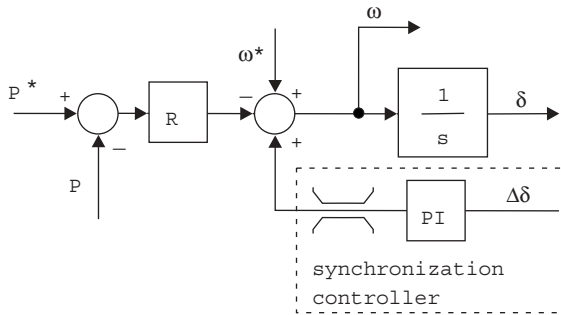 ω
ω*
P *
+
−
+
R
1
s
δ
−
+
P
PI
Δδ
synchronization
controller